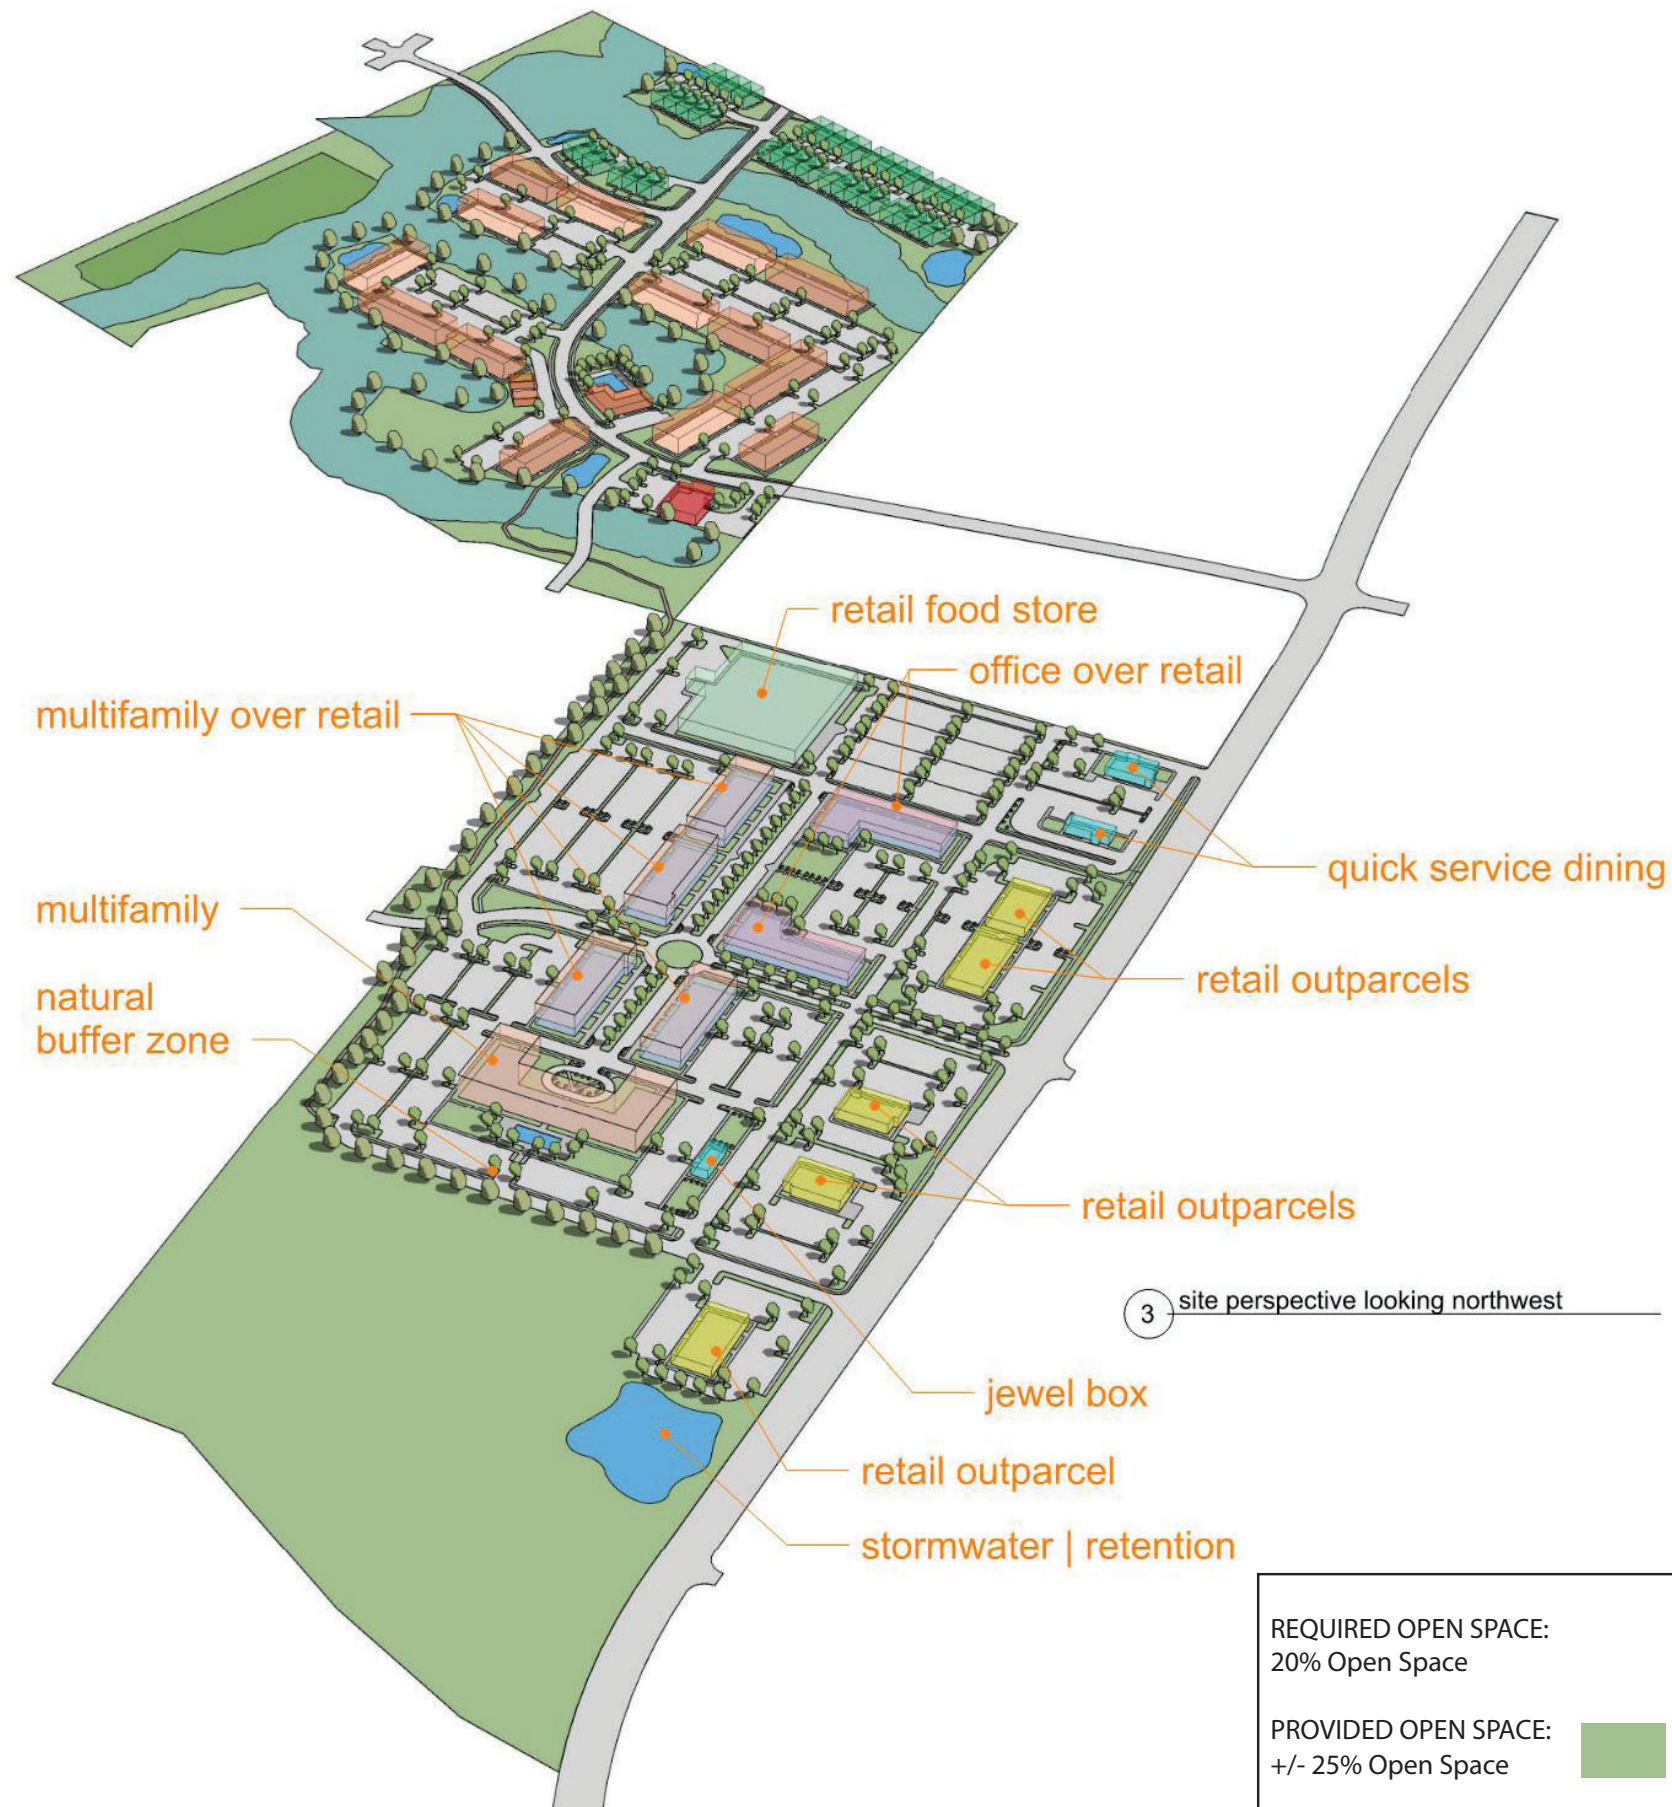 retail food store
office over retail
multifamily over retail
quick service dining
multifamily
retail outparcels
natural
buffer zone
retail outparcels
3 site perspective looking northwest
jewel box
retail outparcel
stormwater | retention
REQUIRED OPEN SPACE:
20% Open Space
PROVIDED OPEN SPACE:
+/- 25% Open Space